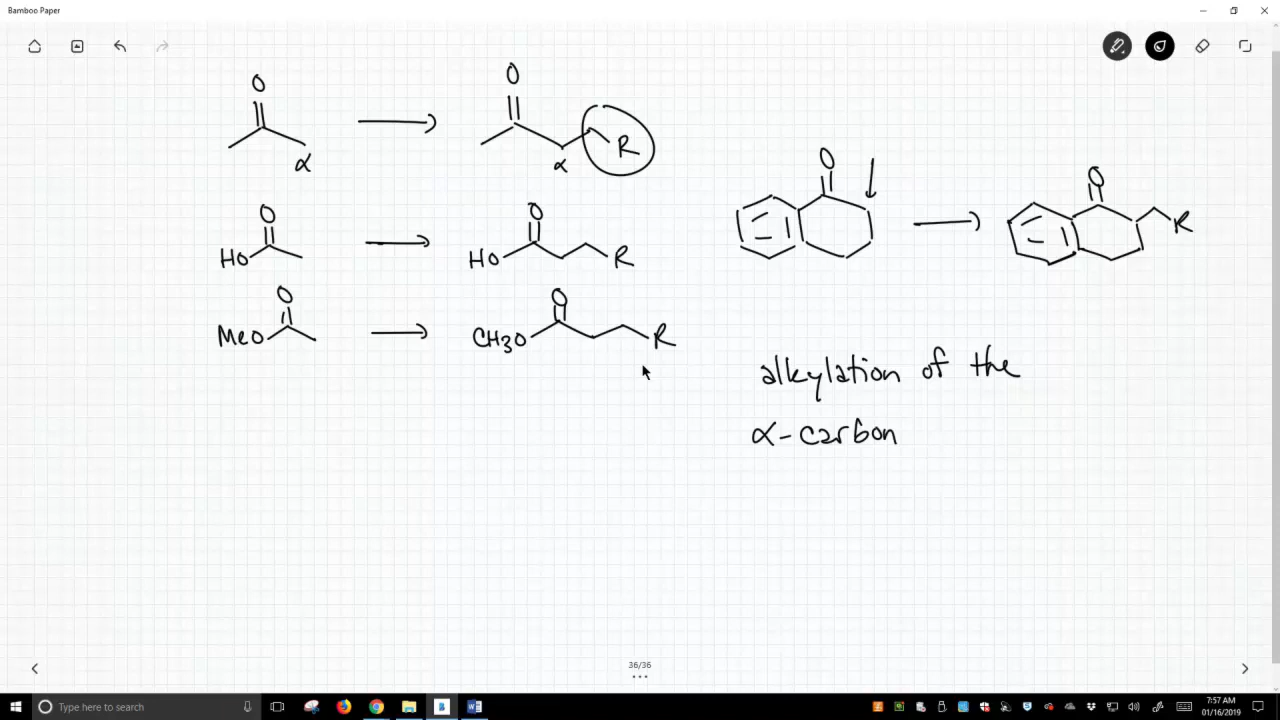 Bamboo Paper
O
O
α
α
R
O
O
HO
HO
R
O
O
MeO
CH3O
R
O
O
R
alkylation of the
α-carbon
36/36
Type here to search
7:57 AM
01/16/2019